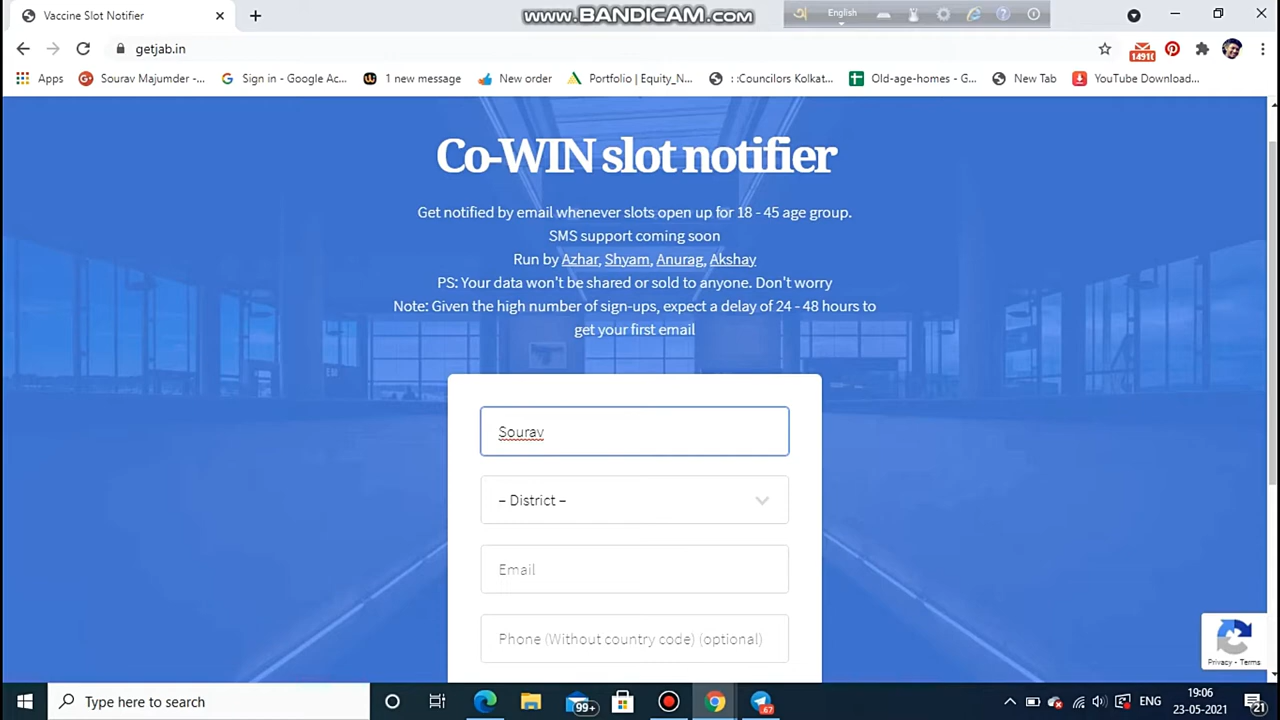 Vaccine Slot Notifier
www.BANDICAM.com
English
getjab.in
1491
Apps
Sourav Majumder -...
Sign in - Google Ac...
1 new message
New order
Portfolio | Equity_N...
: :Councilors Kolkat...
Old-age-homes - G...
New Tab
YouTube Download...
Co-WIN slot notifier
Get notified by email whenever slots open up for 18 - 45 age group.
SMS support coming soon
Run by Azhar, Shyam, Anurag, Akshay
PS: Your data won't be shared or sold to anyone. Don't worry
Note: Given the high number of sign-ups, expect a delay of 24 - 48 hours to
get your first email
Sourav
– District –
Email
Phone (Without country code) (optional)
Privacy - Terms
Type here to search
99+
67
ENG
19:06
23-05-2021
21